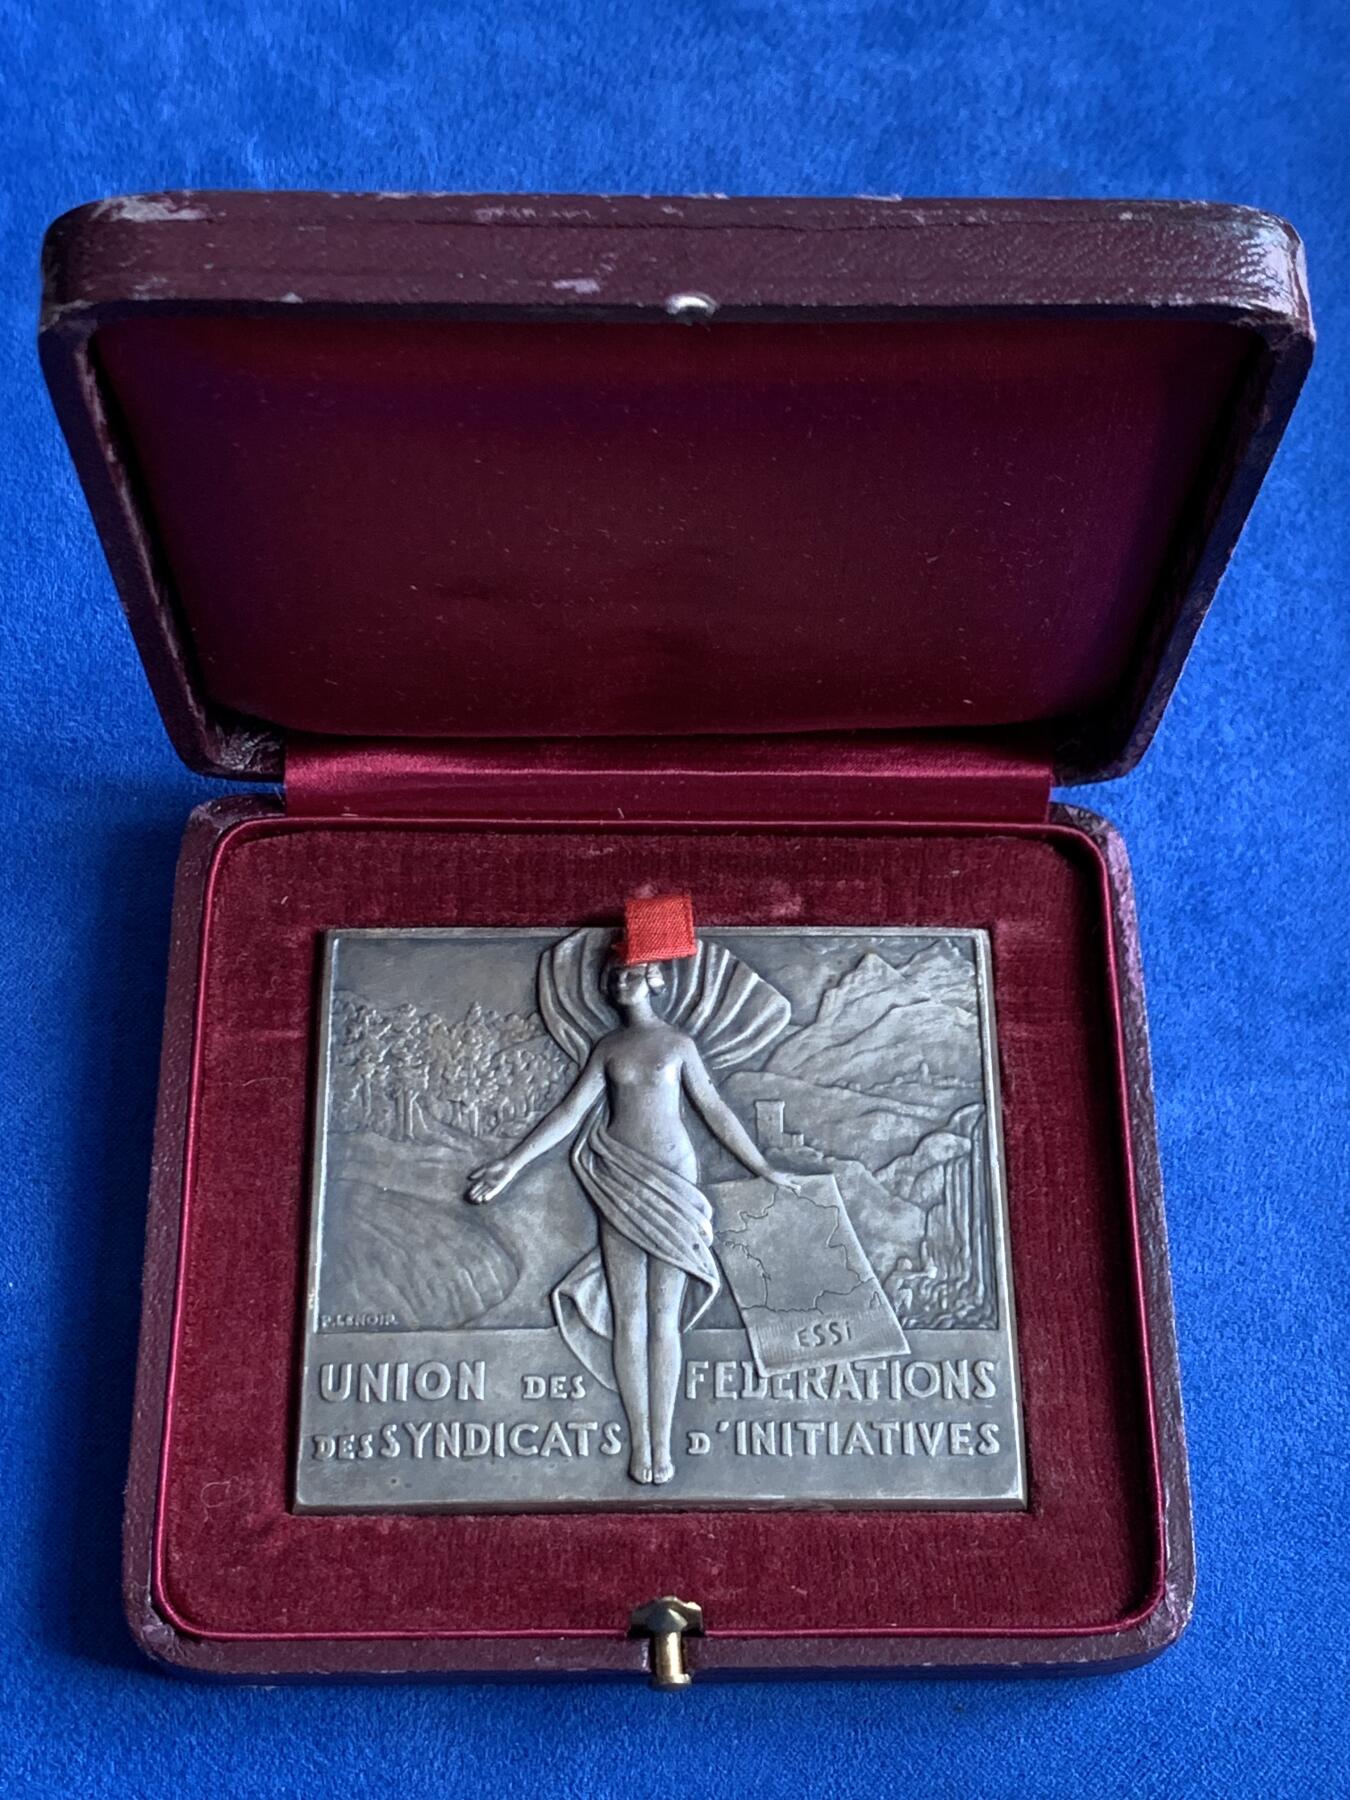 P. LENOIR
ESSI
UNION DES FEDERATIONS
DES SYNDICATS D'INITIATIVES